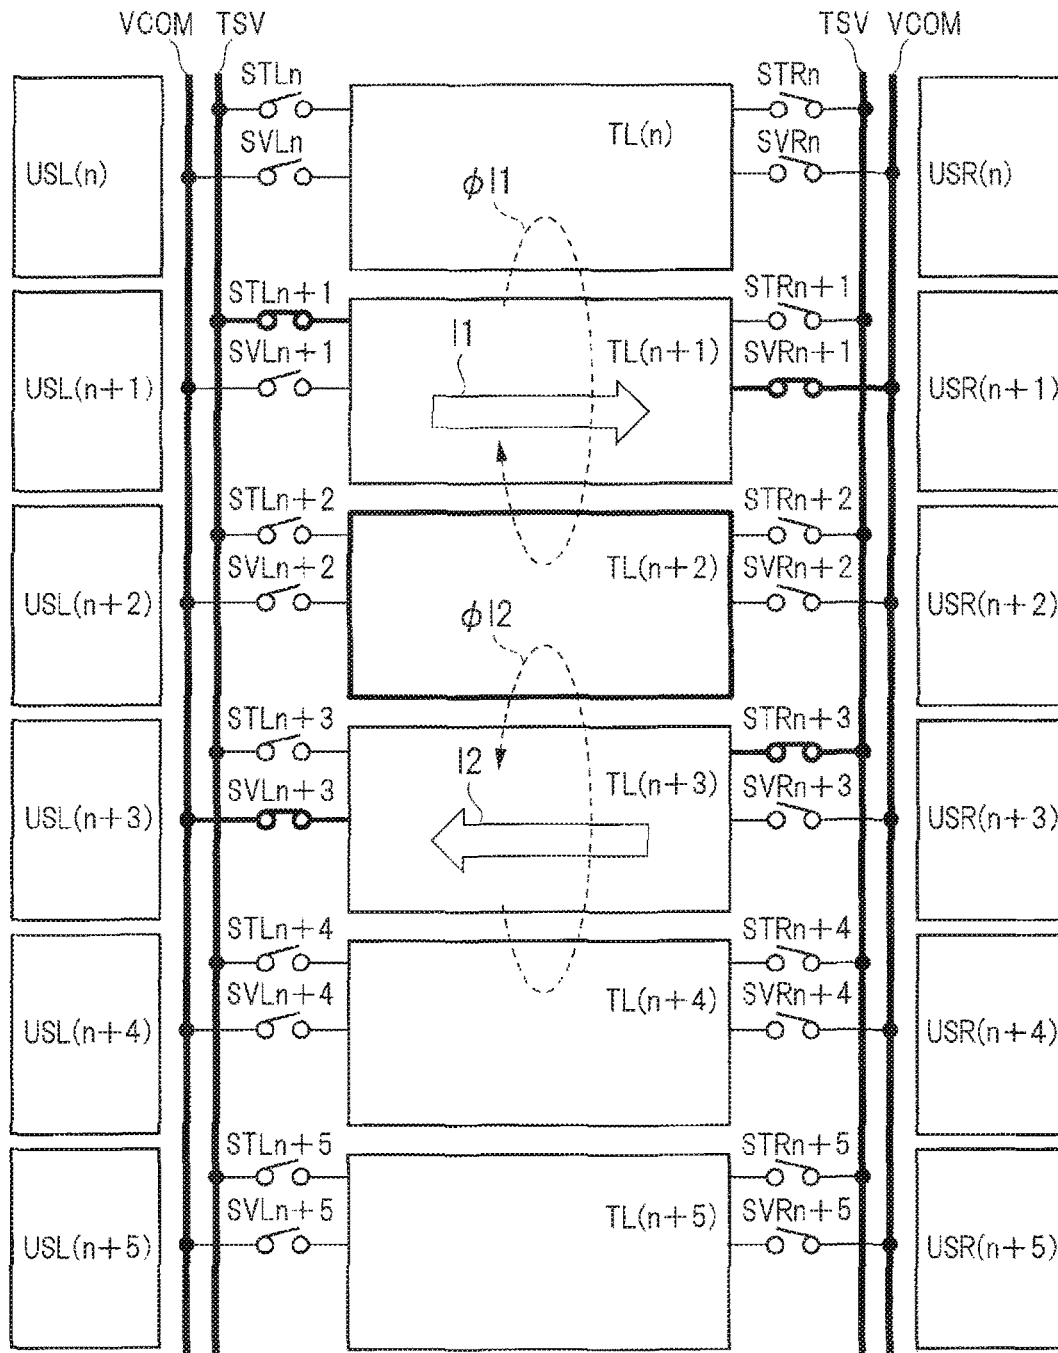 VCOM TSV TSV VCOM
STLn STRn
SVLn TL(n) SVRn
USL(n) USR(n)
φI1
STLn+1 STRn+1
SVLn+1 I1 TL(n+1) SVRn+1
USL(n+1) USR(n+1)
STLn+2 STRn+2
SVLn+2 TL(n+2) SVRn+2
USL(n+2) USR(n+2)
φI2
STLn+3 STRn+3
SVLn+3 I2 TL(n+3) SVRn+3
USL(n+3) USR(n+3)
STLn+4 STRn+4
SVLn+4 TL(n+4) SVRn+4
USL(n+4) USR(n+4)
STLn+5 STRn+5
SVLn+5 TL(n+5) SVRn+5
USL(n+5) USR(n+5)